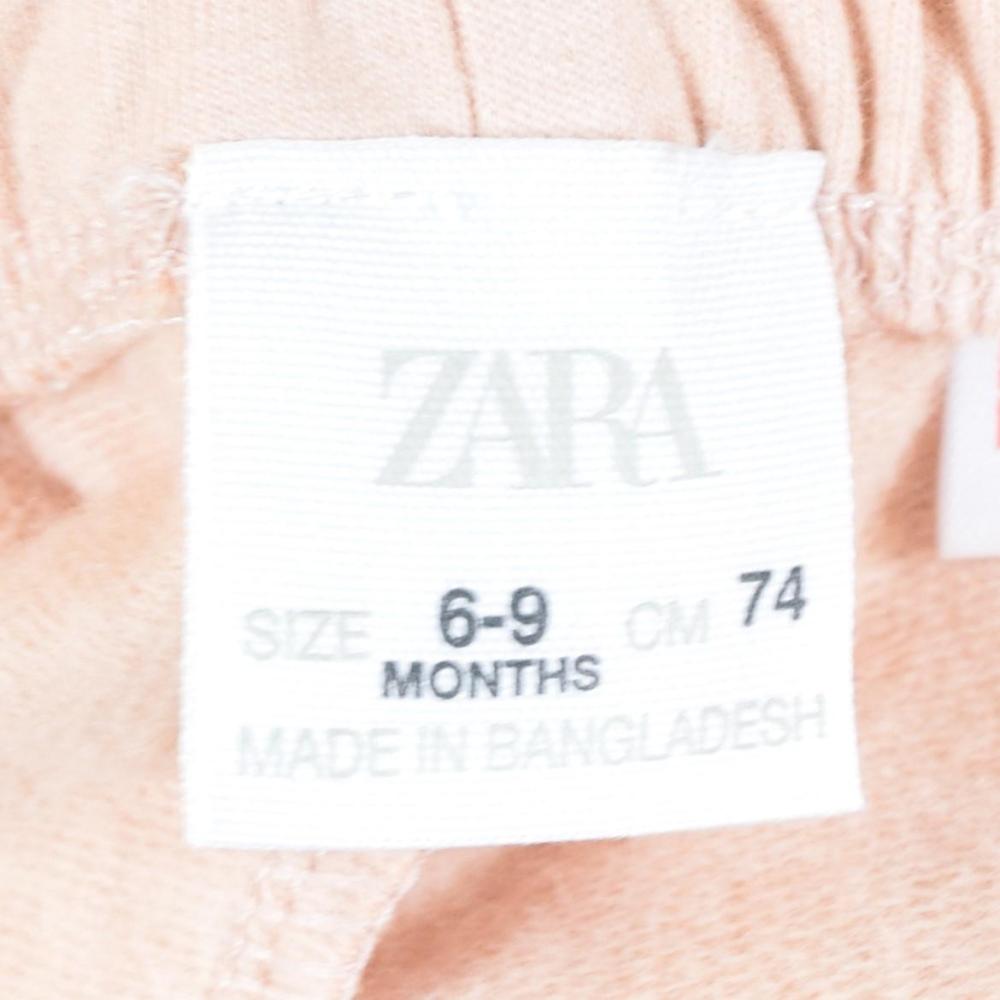 ZARA
SIZE 6-9 CM 74
MONTHS
MADE IN BANGLADESH